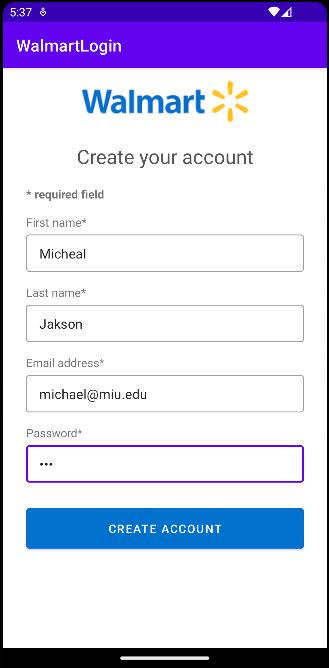 5:37
WalmartLogin
Walmart
Create your account
* required field
First name*
Micheal
Last name*
Jakson
Email address*
michael@miu.edu
Password*
•••
CREATE ACCOUNT